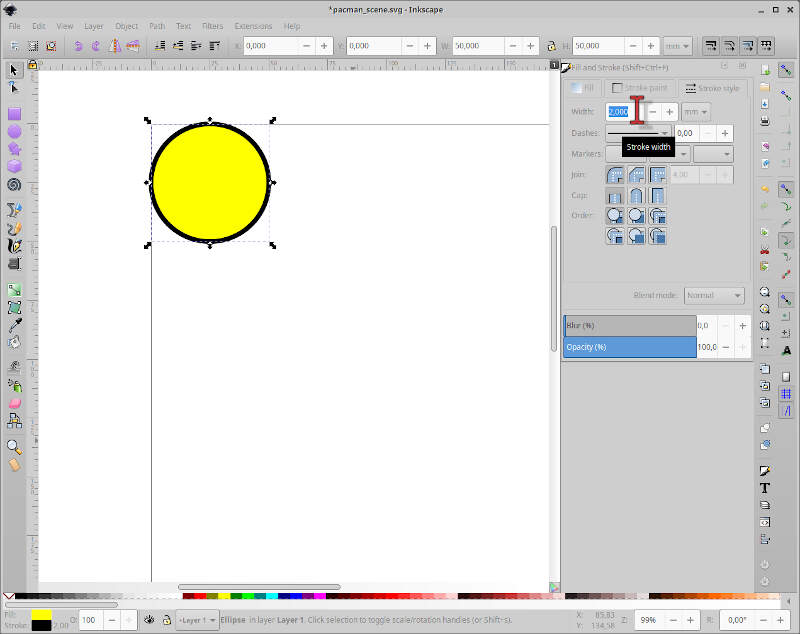 *pacman_scene.svg - Inkscape
File Edit View Layer Object Path Text Filters Extensions Help
X: 0,000 − + Y: 0,000 − + W: 50,000 − + H: 50,000 − + mm
Fill and Stroke (Shift+Ctrl+F)
Fill Stroke paint Stroke style
Width: 2,000 − + mm
Dashes: 0,00 − +
Stroke width
Markers:
Join: 4,00 − +
Cap:
Order:
Blend mode: Normal
Blur (%) 0,0 − +
Opacity (%) 100,0 − +
Fill:
Stroke: 2,00
O: 100 − +
Layer 1
Ellipse in layer Layer 1. Click selection to toggle scale/rotation handles (or Shift+s).
X: 85,83
Y: 134,58
Z: 99% − +
R: 0,00° − +